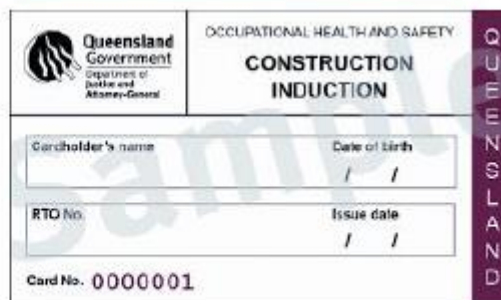 Queensland
Government
Department of
Justice and
Attorney-General
OCCUPATIONAL HEALTH AND SAFETY
CONSTRUCTION
INDUCTION
QUEENSLAND
Cardholder's name
Date of birth
/ /
RTO No.
Issue date
/ /
Card No. 0000001
Sample